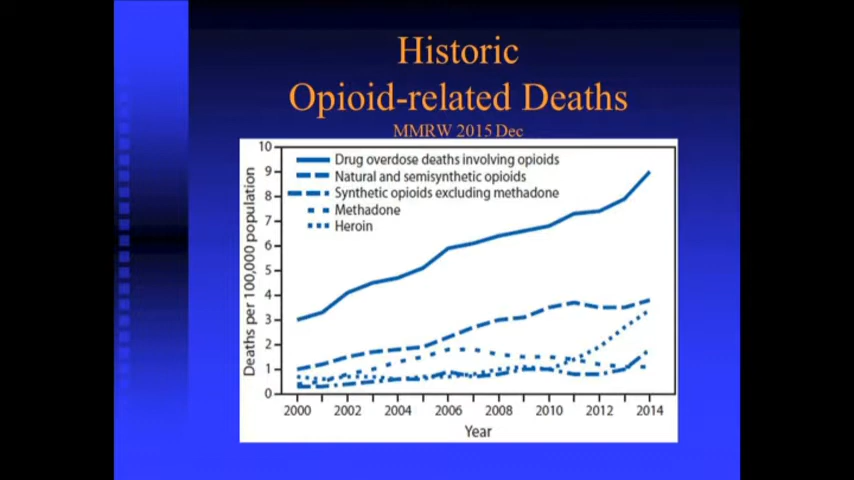 Historic
Opioid-related Deaths
MMRW 2015 Dec
Drug overdose deaths involving opioids
Natural and semisynthetic opioids
Synthetic opioids excluding methadone
Methadone
Heroin
Deaths per 100,000 population
10
9
8
7
6
5
4
3
2
1
0
2000 2002 2004 2006 2008 2010 2012 2014
Year